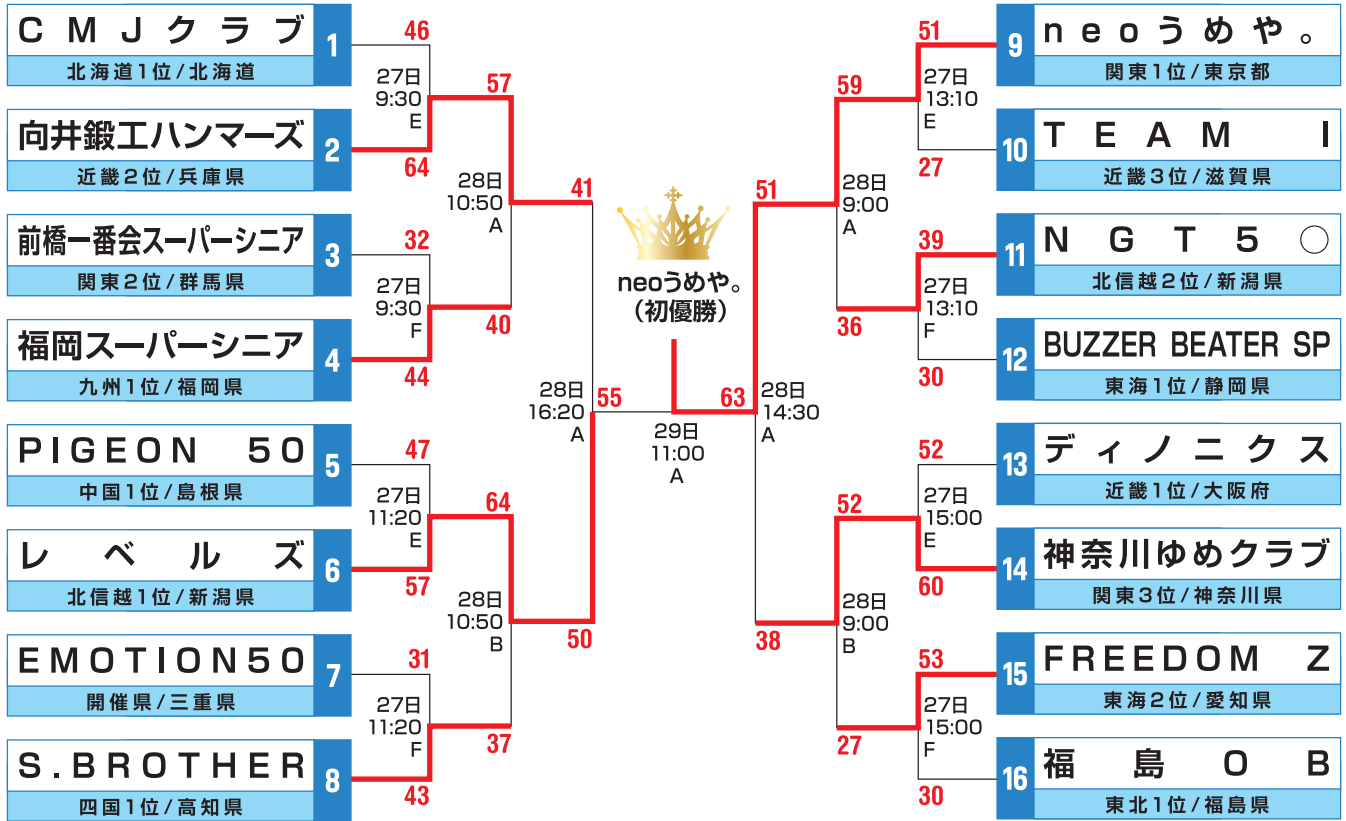 CMJクラブ
1
北海道1位/北海道
向井鍛工ハンマーズ
2
近畿2位/兵庫県
前橋一番会スーパーシニア
3
関東2位/群馬県
福岡スーパーシニア
4
九州1位/福岡県
PIGEON 50
5
中国1位/島根県
レベルズ
6
北信越1位/新潟県
EMOTION50
7
開催県/三重県
S.BROTHER
8
四国1位/高知県
46
27日
9:30
E
64
32
27日
9:30
F
44
47
27日
11:20
E
57
31
27日
11:20
F
43
57
28日
10:50
A
40
64
28日
10:50
B
37
41
28日
16:20
A
55
50
neoうめや。
(初優勝)
63
29日
11:00
A
51
28日
14:30
A
38
59
28日
9:00
A
36
52
28日
9:00
B
27
51
27日
13:10
E
27
39
27日
13:10
F
30
52
27日
15:00
E
60
53
27日
15:00
F
30
9
neoうめや。
関東1位/東京都
10
TEAM I
近畿3位/滋賀県
11
NGT5○
北信越2位/新潟県
12
BUZZER BEATER SP
東海1位/静岡県
13
ディノニクス
近畿1位/大阪府
14
神奈川ゆめクラブ
関東3位/神奈川県
15
FREEDOM Z
東海2位/愛知県
16
福島OB
東北1位/福島県